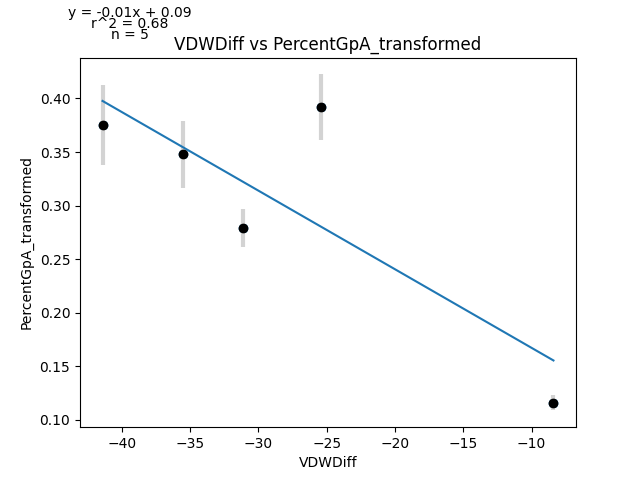 y = -0.01x + 0.09
r^2 = 0.68
n = 5
VDWDiff vs PercentGpA_transformed
PercentGpA_transformed
0.40
0.35
0.30
0.25
0.20
0.15
0.10
−40 −35 −30 −25 −20 −15 −10
VDWDiff